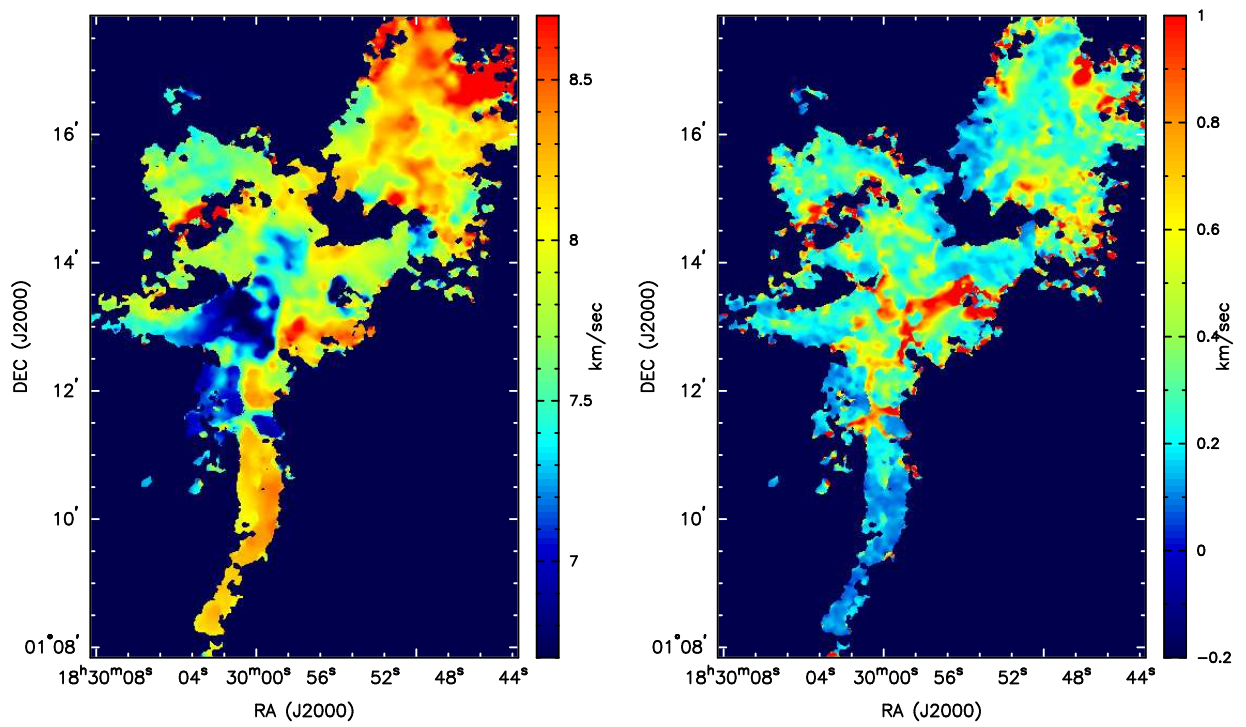 8.5
8
7.5
7
km/sec
16′
14′
12′
10′
01°08′
DEC (J2000)
18ʰ30ᵐ08ˢ 04ˢ 30ᵐ00ˢ 56ˢ 52ˢ 48ˢ 44ˢ
RA (J2000)
1
0.8
0.6
0.4
0.2
0
−0.2
km/sec
16′
14′
12′
10′
01°08′
DEC (J2000)
18ʰ30ᵐ08ˢ 04ˢ 30ᵐ00ˢ 56ˢ 52ˢ 48ˢ 44ˢ
RA (J2000)